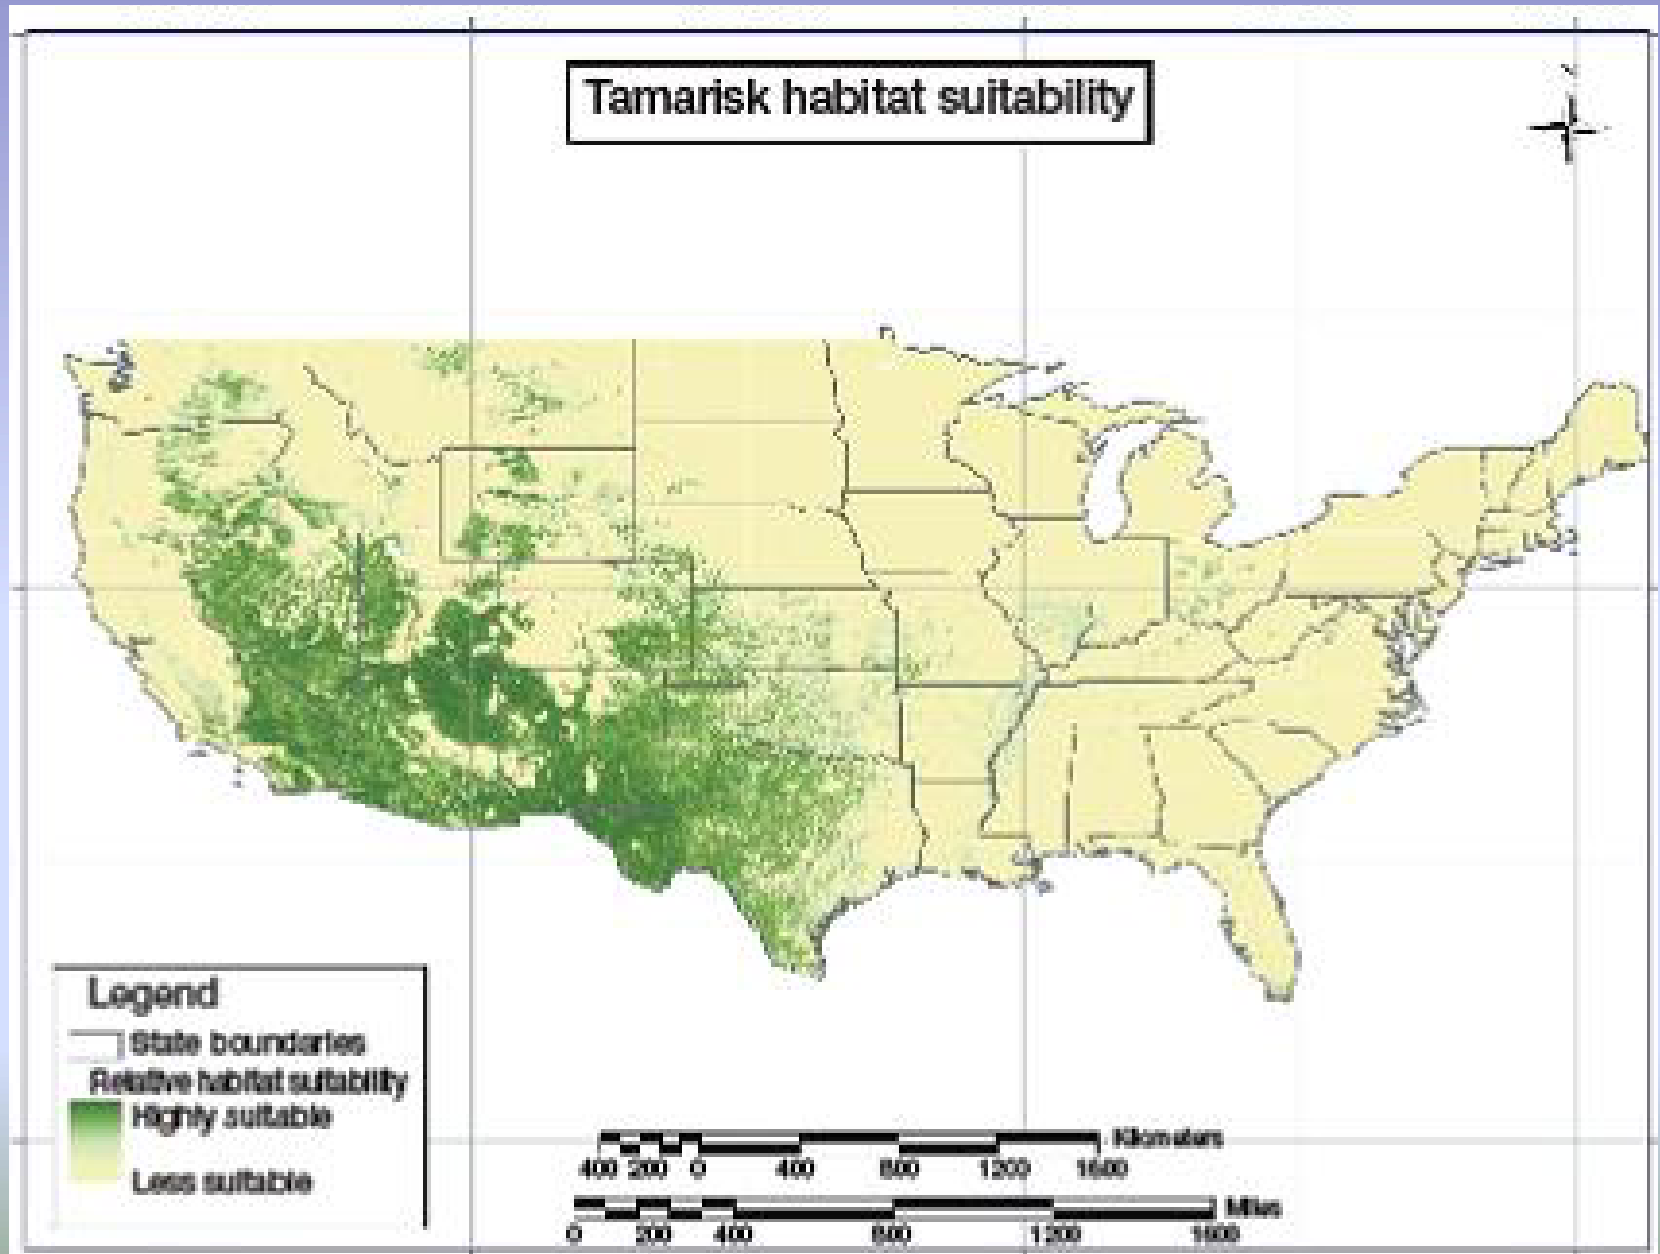 Tamarisk habitat suitability
Legend
State boundaries
Relative habitat suitability
Highly suitable
Less suitable
Kilometers
400 200 0 400 800 1200 1600
Miles
0 200 400 800 1200 1600